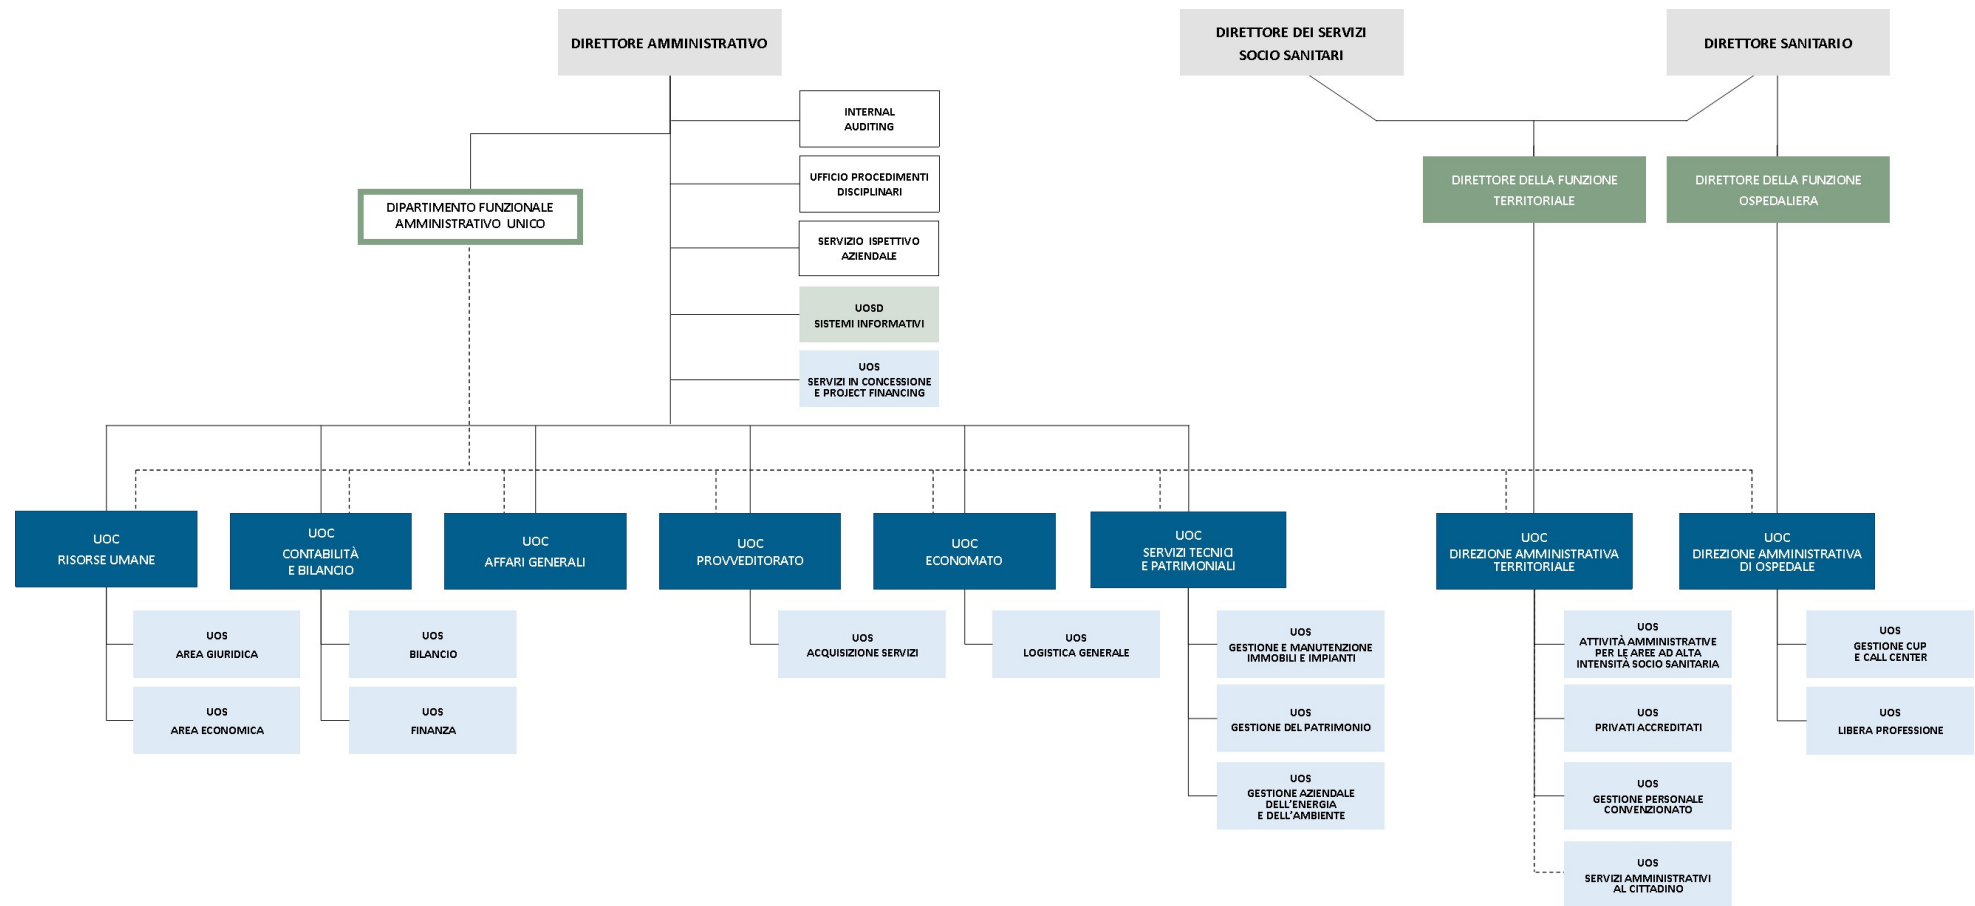 DIRETTORE AMMINISTRATIVO
DIRETTORE DEI SERVIZI
SOCIO SANITARI
DIRETTORE SANITARIO
INTERNAL
AUDITING
UFFICIO PROCEDIMENTI
DISCIPLINARI
SERVIZIO ISPETTIVO
AZIENDALE
UOSD
SISTEMI INFORMATIVI
UOS
SERVIZI IN CONCESSIONE
E PROJECT FINANCING
DIPARTIMENTO FUNZIONALE
AMMINISTRATIVO UNICO
DIRETTORE DELLA FUNZIONE
TERRITORIALE
DIRETTORE DELLA FUNZIONE
OSPEDALIERA
UOC
RISORSE UMANE
UOC
CONTABILITÀ
E BILANCIO
UOC
AFFARI GENERALI
UOC
PROVVEDITORATO
UOC
ECONOMATO
UOC
SERVIZI TECNICI
E PATRIMONIALI
UOC
DIREZIONE AMMINISTRATIVA
TERRITORIALE
UOC
DIREZIONE AMMINISTRATIVA
DI OSPEDALE
UOS
AREA GIURIDICA
UOS
AREA ECONOMICA
UOS
BILANCIO
UOS
FINANZA
UOS
ACQUISIZIONE SERVIZI
UOS
LOGISTICA GENERALE
UOS
GESTIONE E MANUTENZIONE
IMMOBILI E IMPIANTI
UOS
GESTIONE DEL PATRIMONIO
UOS
GESTIONE AZIENDALE
DELL'ENERGIA
E DELL'AMBIENTE
UOS
ATTIVITÀ AMMINISTRATIVE
PER LE AREE AD ALTA
INTENSITÀ SOCIO SANITARIA
UOS
PRIVATI ACCREDITATI
UOS
GESTIONE PERSONALE
CONVENZIONATO
UOS
SERVIZI AMMINISTRATIVI
AL CITTADINO
UOS
GESTIONE CUP
E CALL CENTER
UOS
LIBERA PROFESSIONE